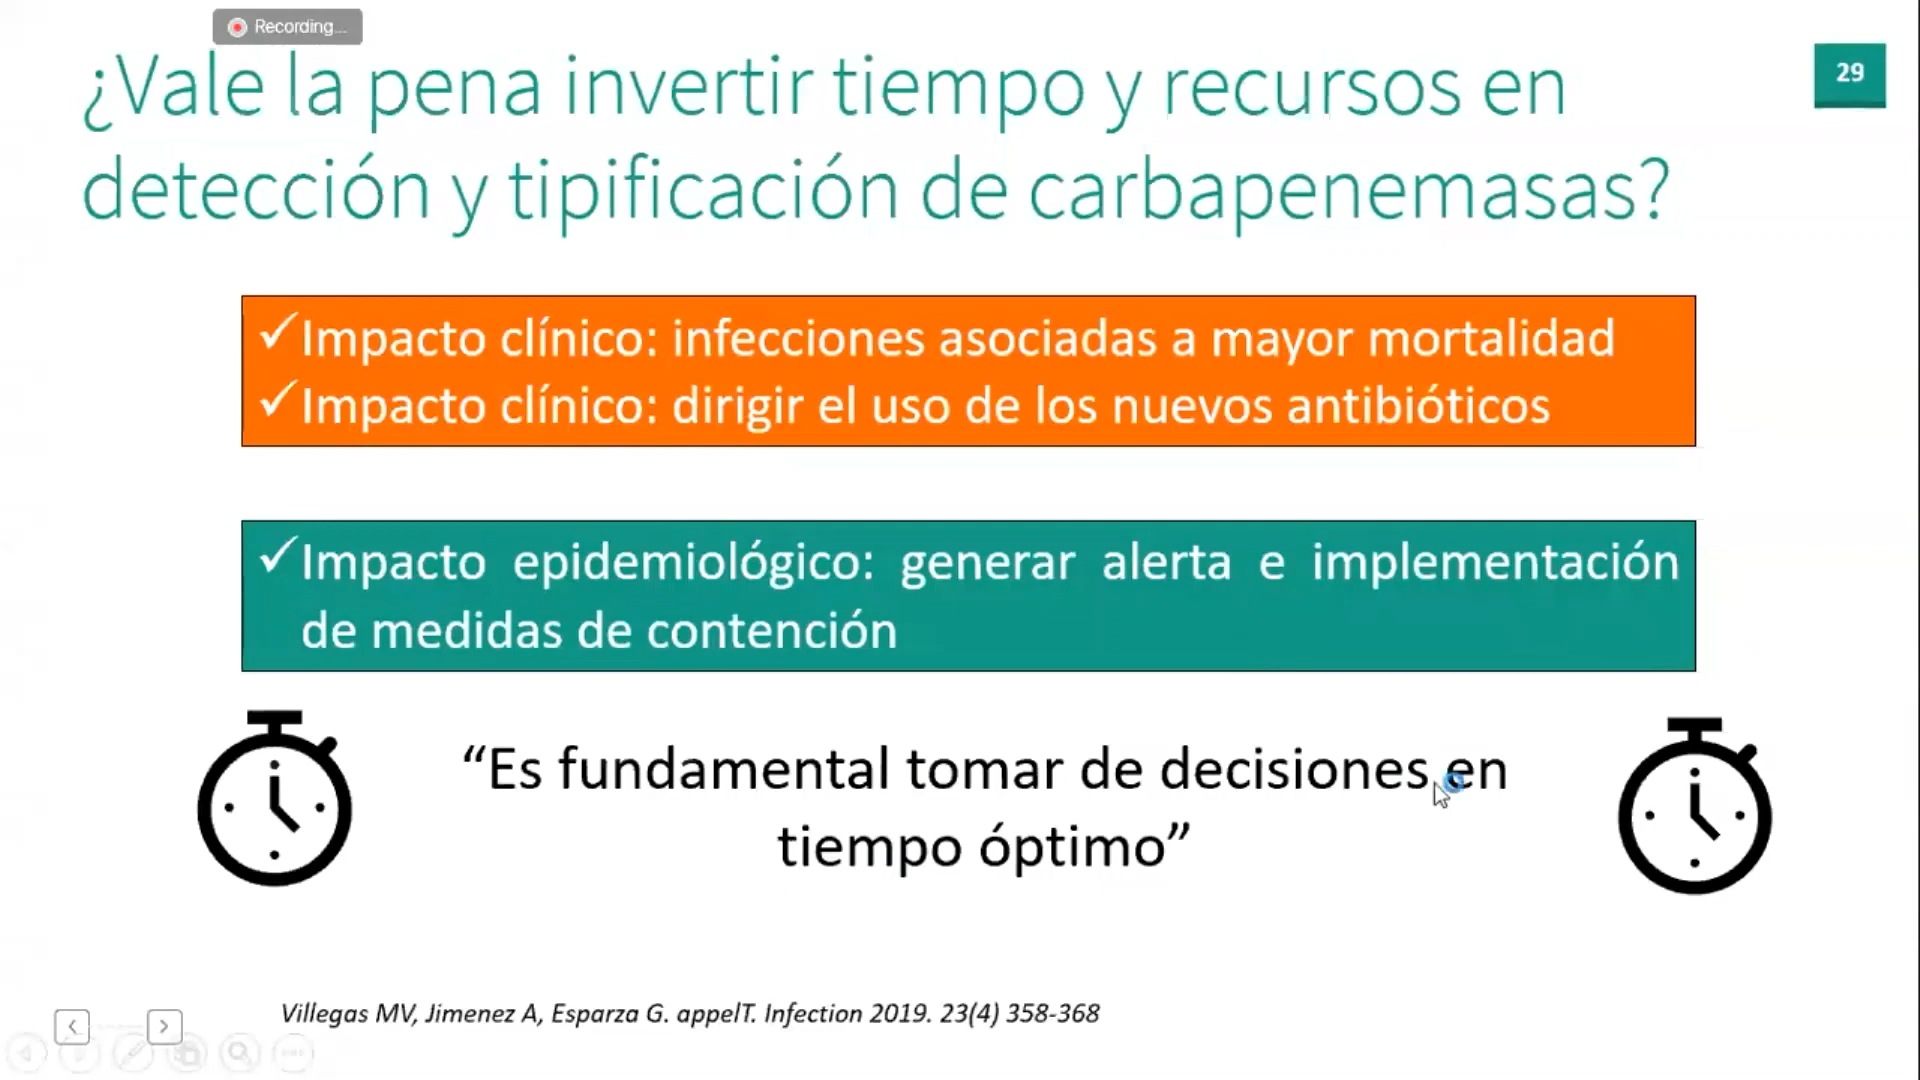 Recording...
¿Vale la pena invertir tiempo y recursos en
detección y tipificación de carbapenemasas?
29
✓Impacto clínico: infecciones asociadas a mayor mortalidad
✓Impacto clínico: dirigir el uso de los nuevos antibióticos
✓Impacto epidemiológico: generar alerta e implementación
de medidas de contención
“Es fundamental tomar de decisiones en
tiempo óptimo”
Villegas MV, Jimenez A, Esparza G. appelT. Infection 2019. 23(4) 358-368